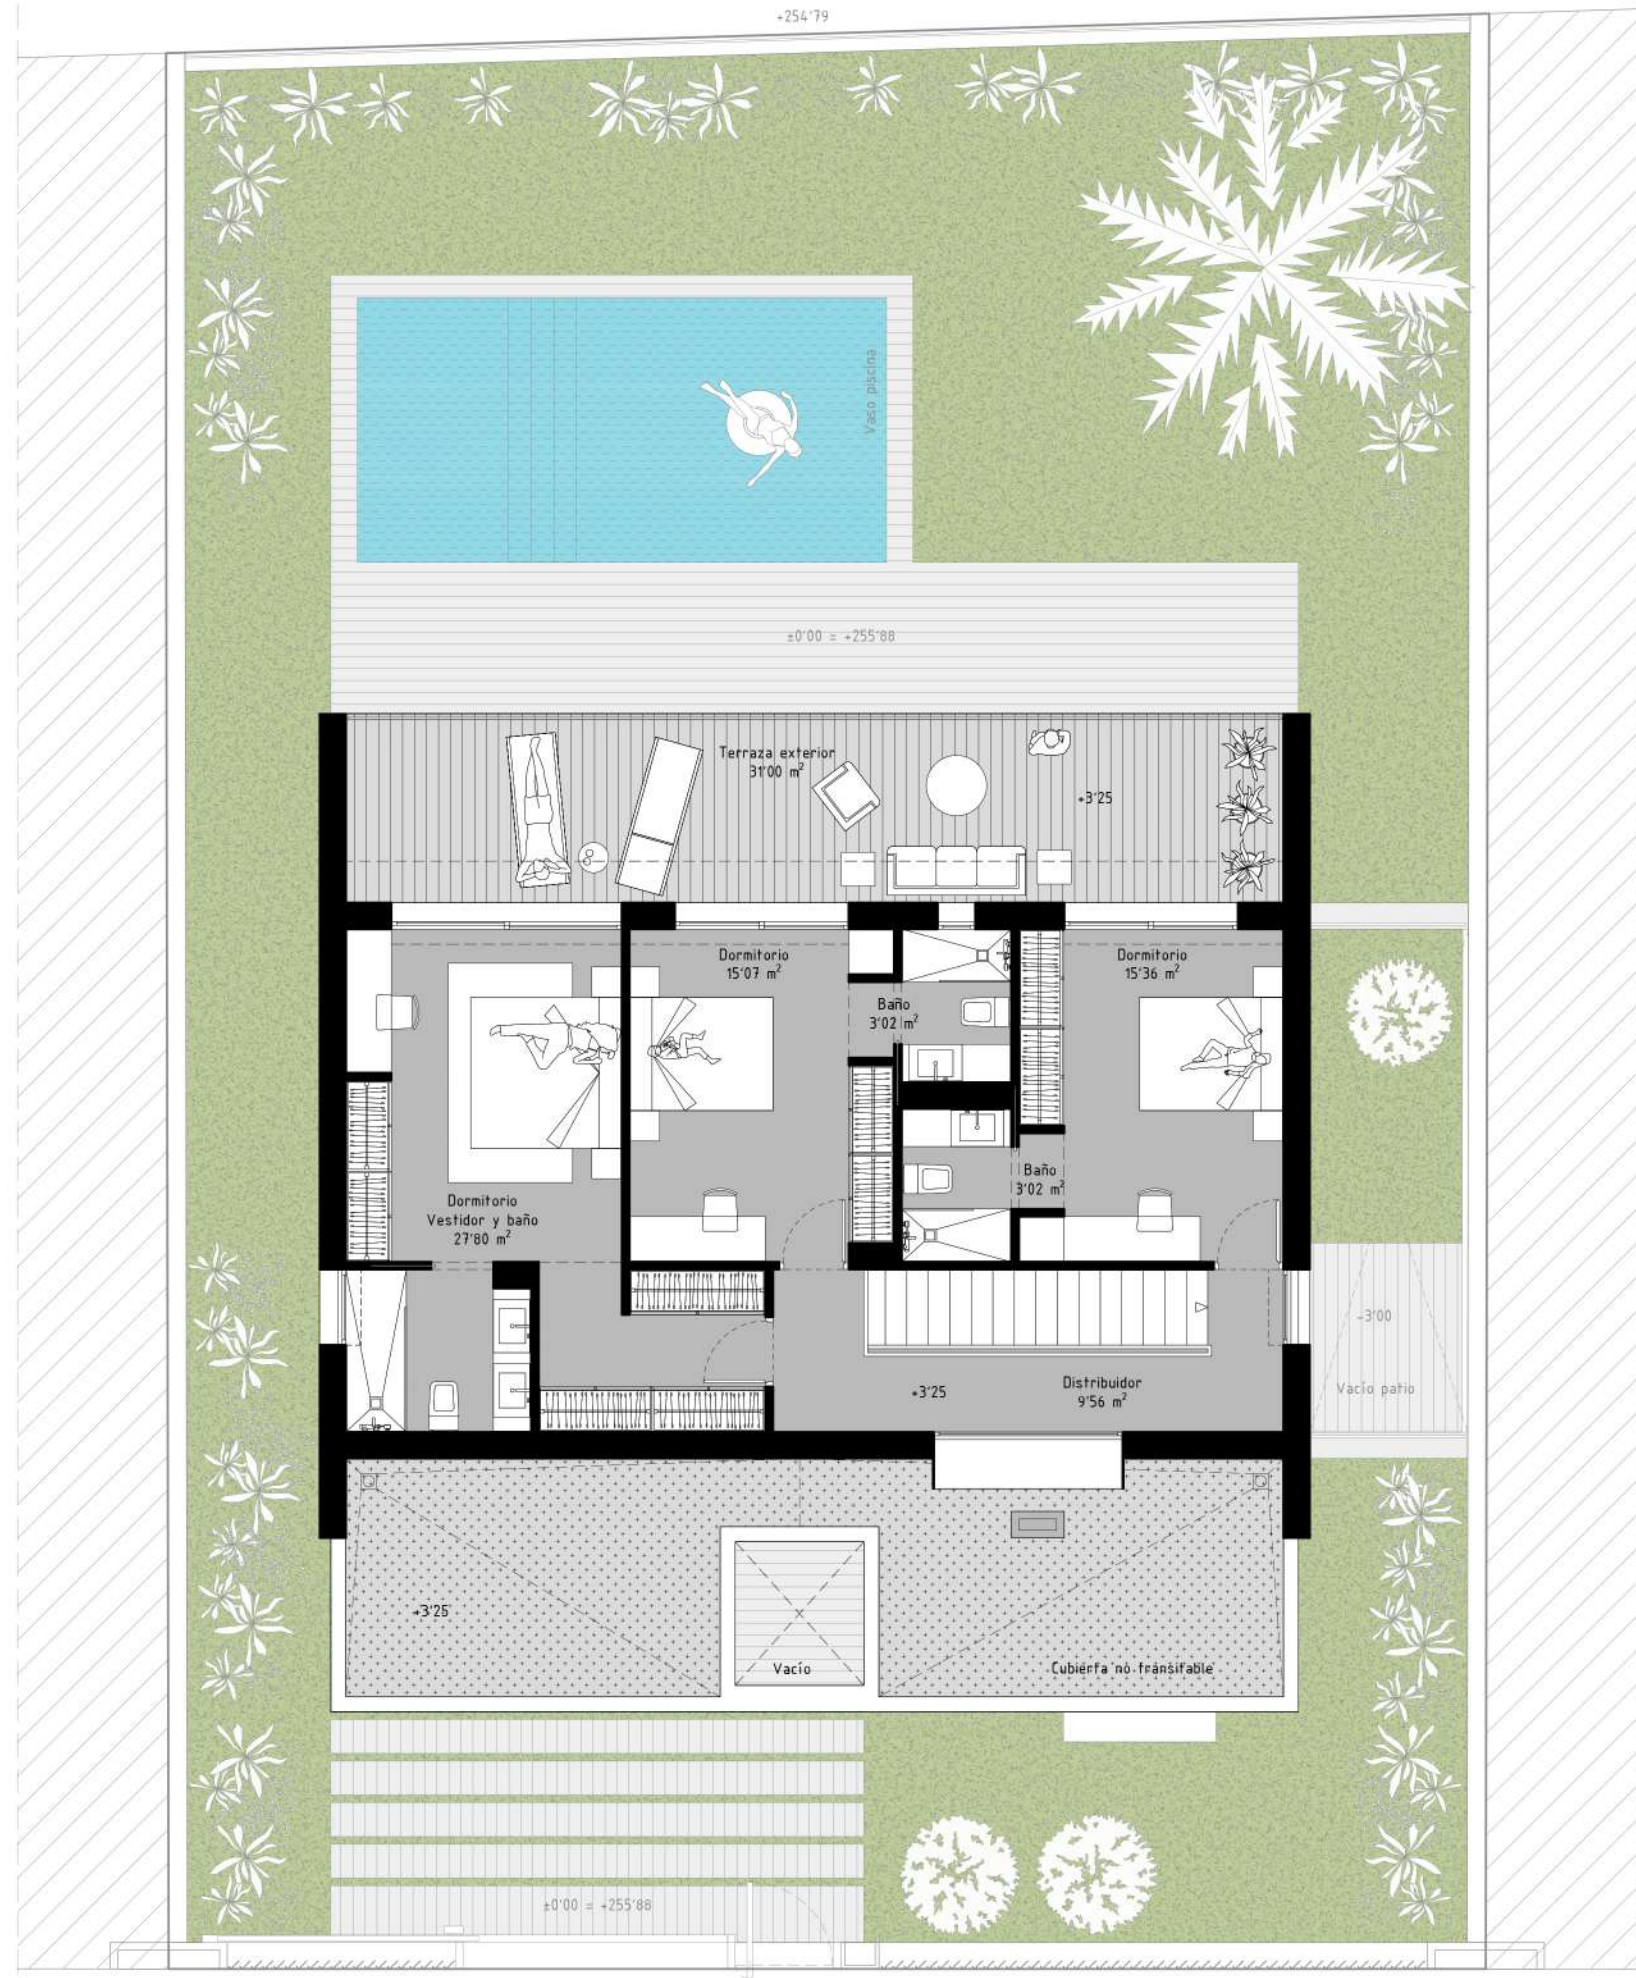 +254'79
Vaso piscina
±0'00 = +255'88
Terraza exterior
31'00 m²
+3'25
Dormitorio
15'07 m²
Dormitorio
15'36 m²
Baño
3'02 m²
Baño
3'02 m²
Dormitorio
Vestidor y baño
27'80 m²
-3'00
Vacío patio
Distribuidor
9'56 m²
+3'25
+3'25
Vacío
Cubierta no transitable
±0'00 = +255'88